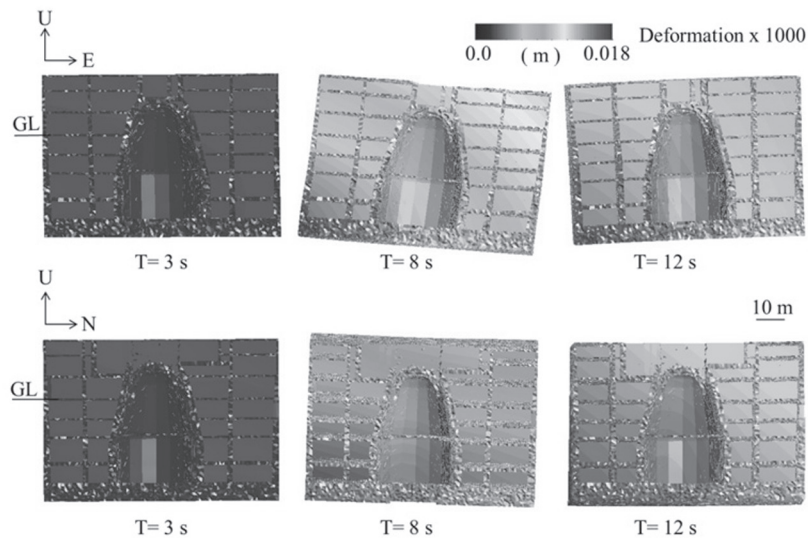 U
E
Deformation x 1000
0.0 ( m ) 0.018
GL
T= 3 s T= 8 s T= 12 s
U
N
10 m
GL
T= 3 s T= 8 s T= 12 s